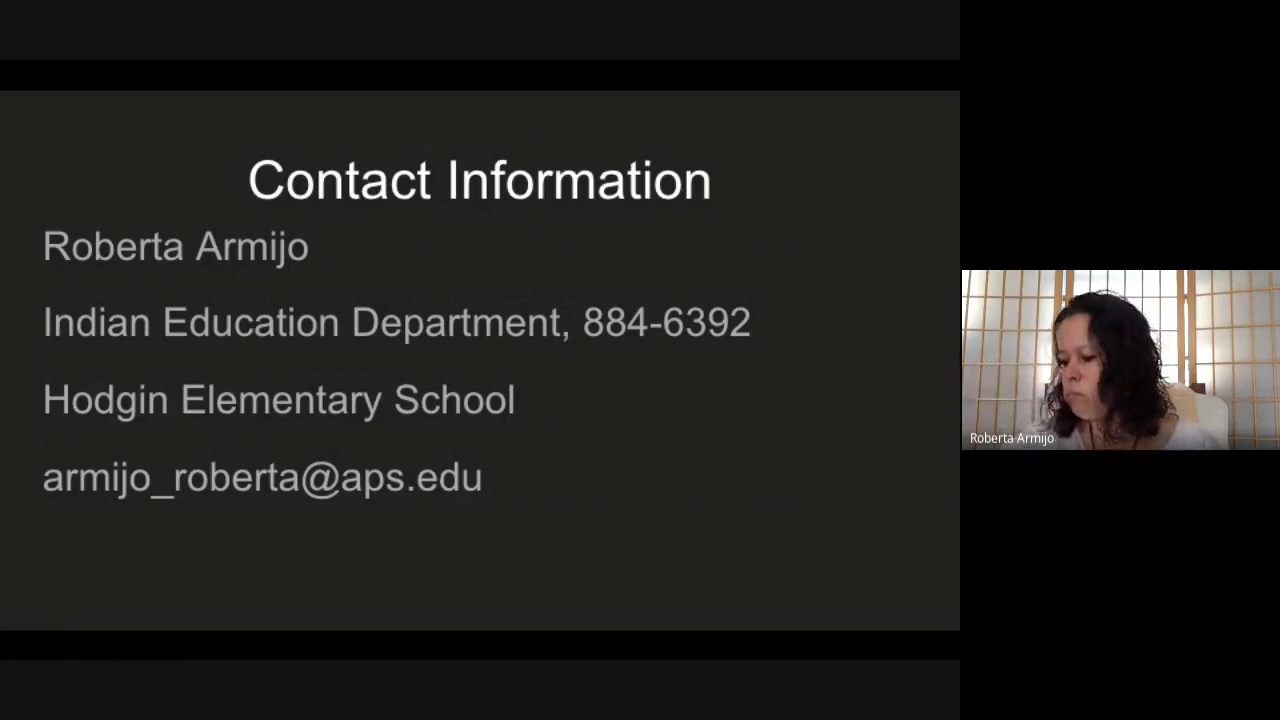 Contact Information
Roberta Armijo
Indian Education Department, 884-6392
Hodgin Elementary School
armijo_roberta@aps.edu
Roberta Armijo